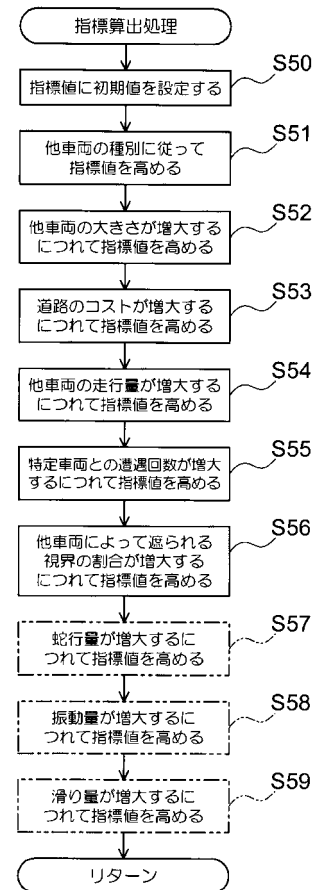 指標算出処理
S50
指標値に初期値を設定する
S51
他車両の種別に従って
指標値を高める
S52
他車両の大きさが増大する
につれて指標値を高める
S53
道路のコストが増大する
につれて指標値を高める
S54
他車両の走行量が増大する
につれて指標値を高める
S55
特定車両との遭遇回数が増大
するにつれて指標値を高める
S56
他車両によって遮られる
視界の割合が増大する
につれて指標値を高める
S57
蛇行量が増大するに
つれて指標値を高める
S58
振動量が増大するに
つれて指標値を高める
S59
滑り量が増大するに
つれて指標値を高める
リターン